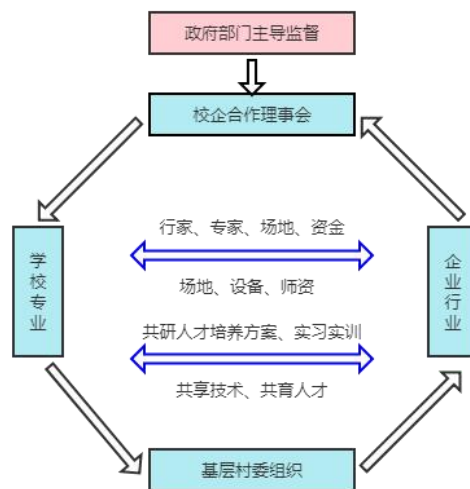 政府部门主导监督
校企合作理事会
行家、专家、场地、资金
学校专业
企业行业
场地、设备、师资
共研人才培养方案、实习实训
共享技术、共育人才
基层村委组织